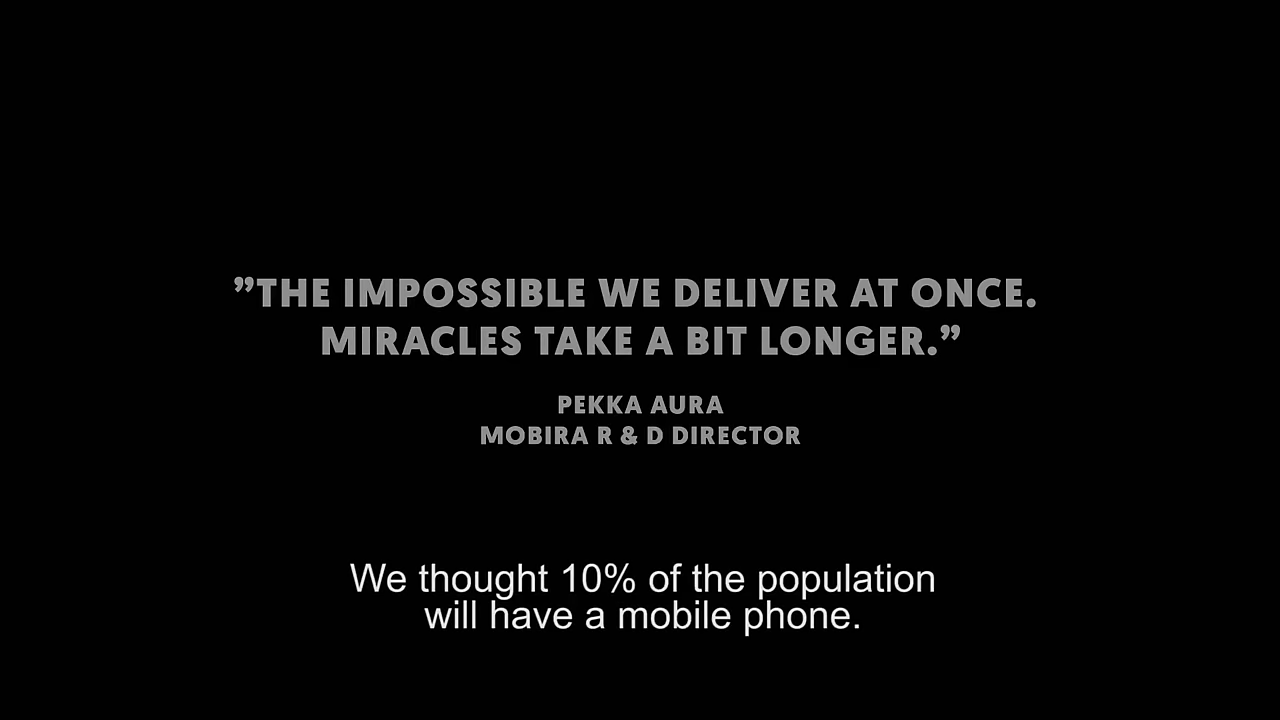 ”THE IMPOSSIBLE WE DELIVER AT ONCE.
MIRACLES TAKE A BIT LONGER.”
PEKKA AURA
MOBIRA R & D DIRECTOR
We thought 10% of the population
will have a mobile phone.